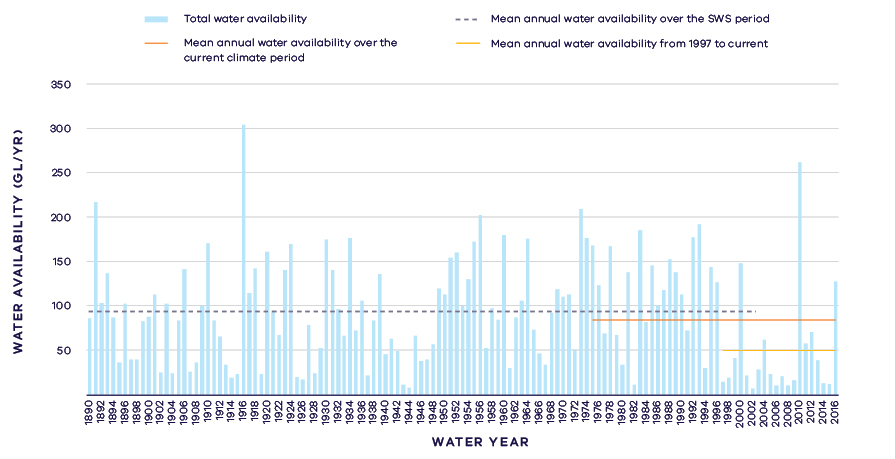 Total water availability
Mean annual water availability over the SWS period
Mean annual water availability over the
current climate period
Mean annual water availability from 1997 to current
350
300
250
200
150
100
50
WATER AVAILABILITY (GL/YR)
1890 1892 1894 1896 1898 1900 1902 1904 1906 1908 1910 1912 1914 1916 1918 1920 1922 1924 1926 1928 1930 1932 1934 1936 1938 1940 1942 1944 1946 1948 1950 1952 1954 1956 1958 1960 1962 1964 1966 1968 1970 1972 1974 1976 1978 1980 1982 1984 1986 1988 1990 1992 1994 1996 1998 2000 2002 2004 2006 2008 2010 2012 2014 2016
WATER YEAR